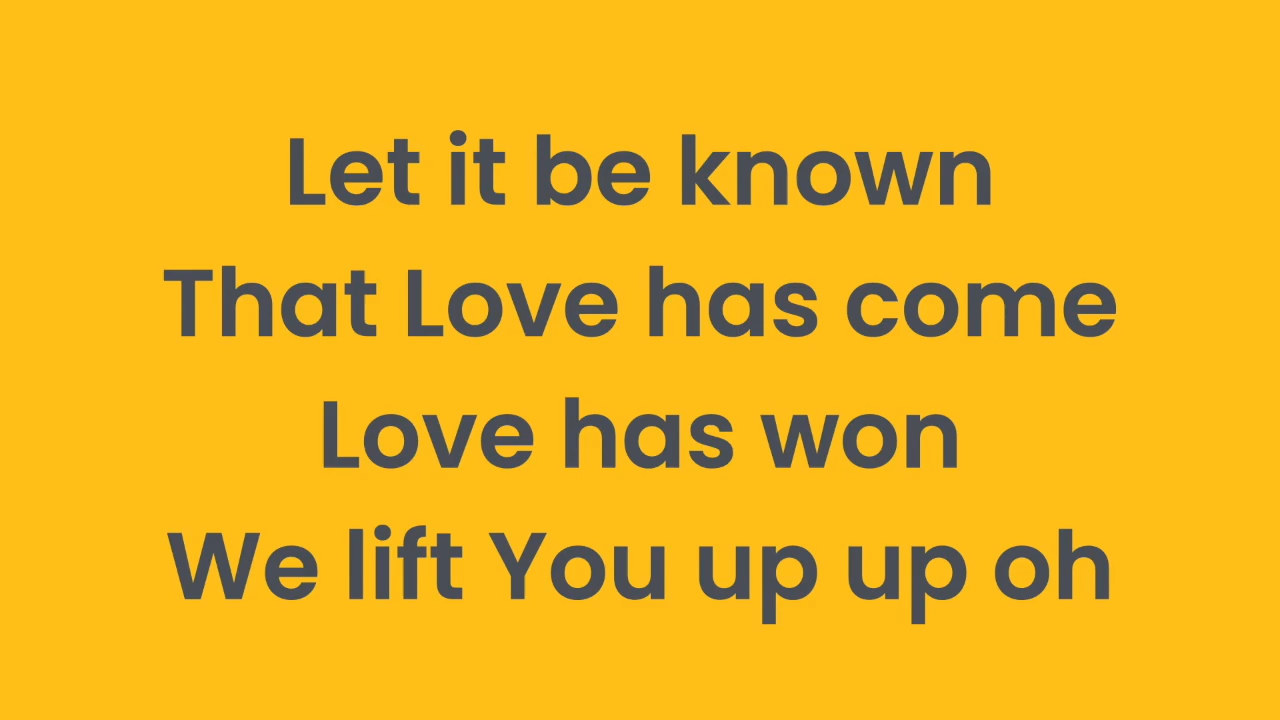 Let it be known
That Love has come
Love has won
We lift You up up oh